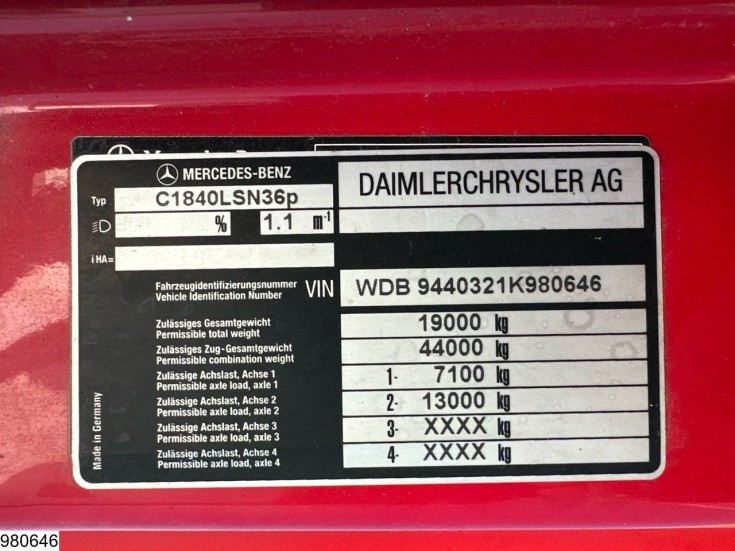 MERCEDES-BENZ
DAIMLERCHRYSLER AG
Typ C1840LSN36p
% 1.1 m-1
i HA=
Fahrzeugidentifizierungsnummer
Vehicle Identification Number VIN WDB 9440321K980646
Zulässiges Gesamtgewicht
Permissible total weight 19000 kg
Zulässiges Zug-Gesamtgewicht
Permissible combination weight 44000 kg
Zulässige Achslast, Achse 1
Permissible axle load, axle 1 1- 7100 kg
Zulässige Achslast, Achse 2
Permissible axle load, axle 2 2- 13000 kg
Zulässige Achslast, Achse 3
Permissible axle load, axle 3 3- XXXX kg
Zulässige Achslast, Achse 4
Permissible axle load, axle 4 4- XXXX kg
Made in Germany
980646